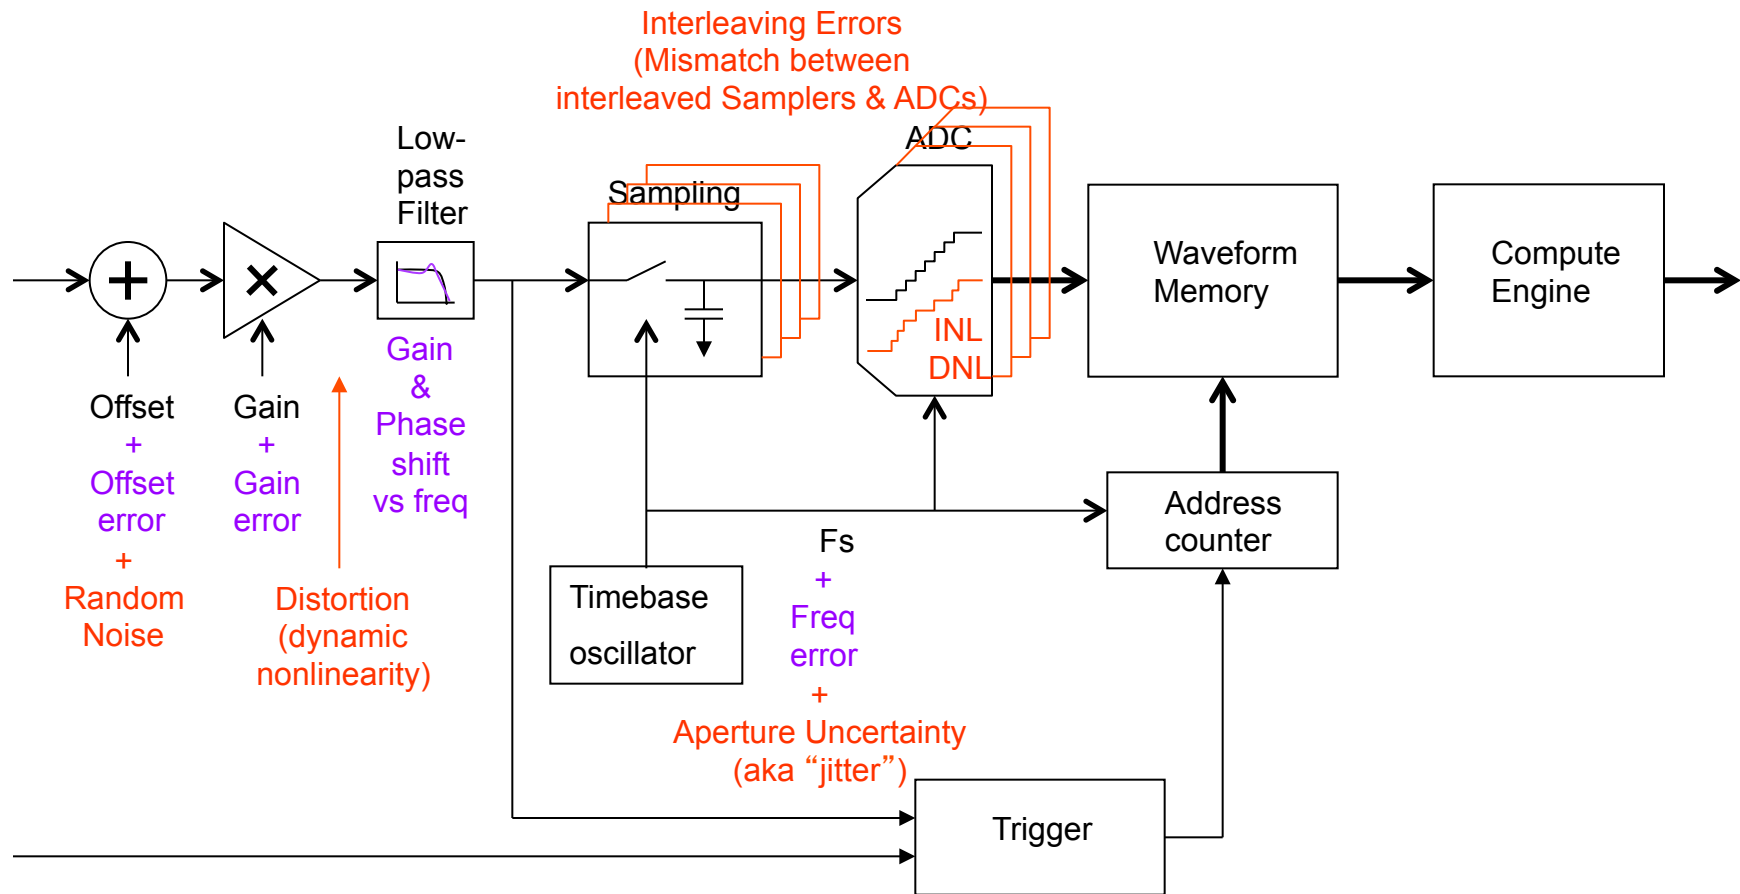 Interleaving Errors
(Mismatch between
interleaved Samplers & ADCs)
Low-
pass
Filter
Sampling
ADC
INL
DNL
Waveform
Memory
Compute
Engine
Offset
+
Offset
error
+
Random
Noise
Gain
+
Gain
error
Distortion
(dynamic
nonlinearity)
Gain
&
Phase
shift
vs freq
Timebase
oscillator
Fs
+
Freq
error
+
Aperture Uncertainty
(aka “jitter”)
Address
counter
Trigger